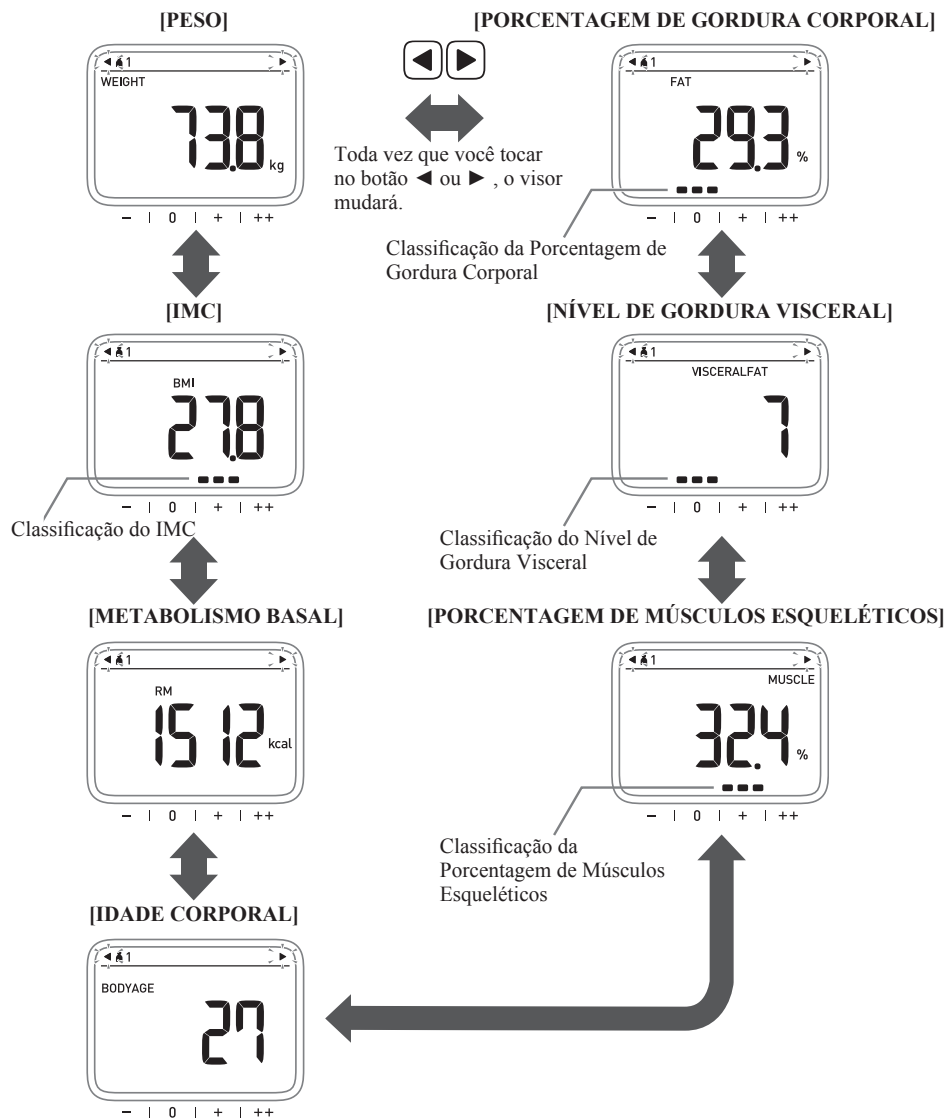 [PESO]
◀ 1 ▶
WEIGHT
73.8 kg
− | 0 | + | ++
◀ ▶
Toda vez que você tocar
no botão ◀ ou ▶ , o visor
mudará.
[PORCENTAGEM DE GORDURA CORPORAL]
◀ 1 ▶
FAT
29.3 %
− | 0 | + | ++
Classificação da Porcentagem de
Gordura Corporal
[IMC]
◀ 1 ▶
BMI
27.8
− | 0 | + | ++
Classificação do IMC
[NÍVEL DE GORDURA VISCERAL]
◀ 1 ▶
VISCERALFAT
7
− | 0 | + | ++
Classificação do Nível de
Gordura Visceral
[METABOLISMO BASAL]
◀ 1 ▶
RM
1512 kcal
− | 0 | + | ++
[PORCENTAGEM DE MÚSCULOS ESQUELÉTICOS]
◀ 1 ▶
MUSCLE
32.4 %
− | 0 | + | ++
Classificação da
Porcentagem de Músculos
Esqueléticos
[IDADE CORPORAL]
◀ 1 ▶
BODYAGE
27
− | 0 | + | ++